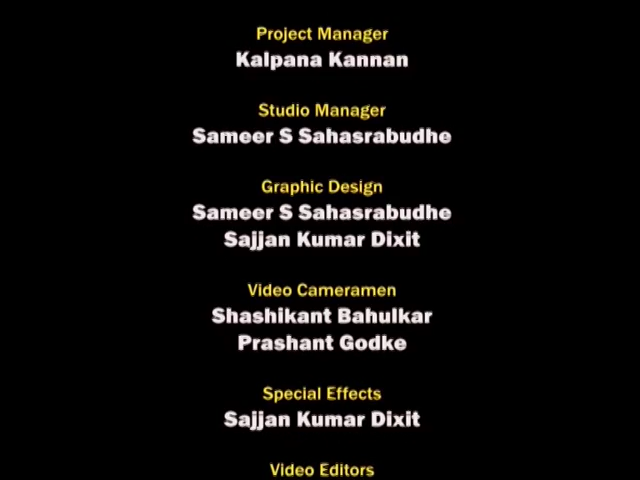 Project Manager
Kalpana Kannan
Studio Manager
Sameer S Sahasrabudhe
Graphic Design
Sameer S Sahasrabudhe
Sajjan Kumar Dixit
Video Cameramen
Shashikant Bahulkar
Prashant Godke
Special Effects
Sajjan Kumar Dixit
Video Editors